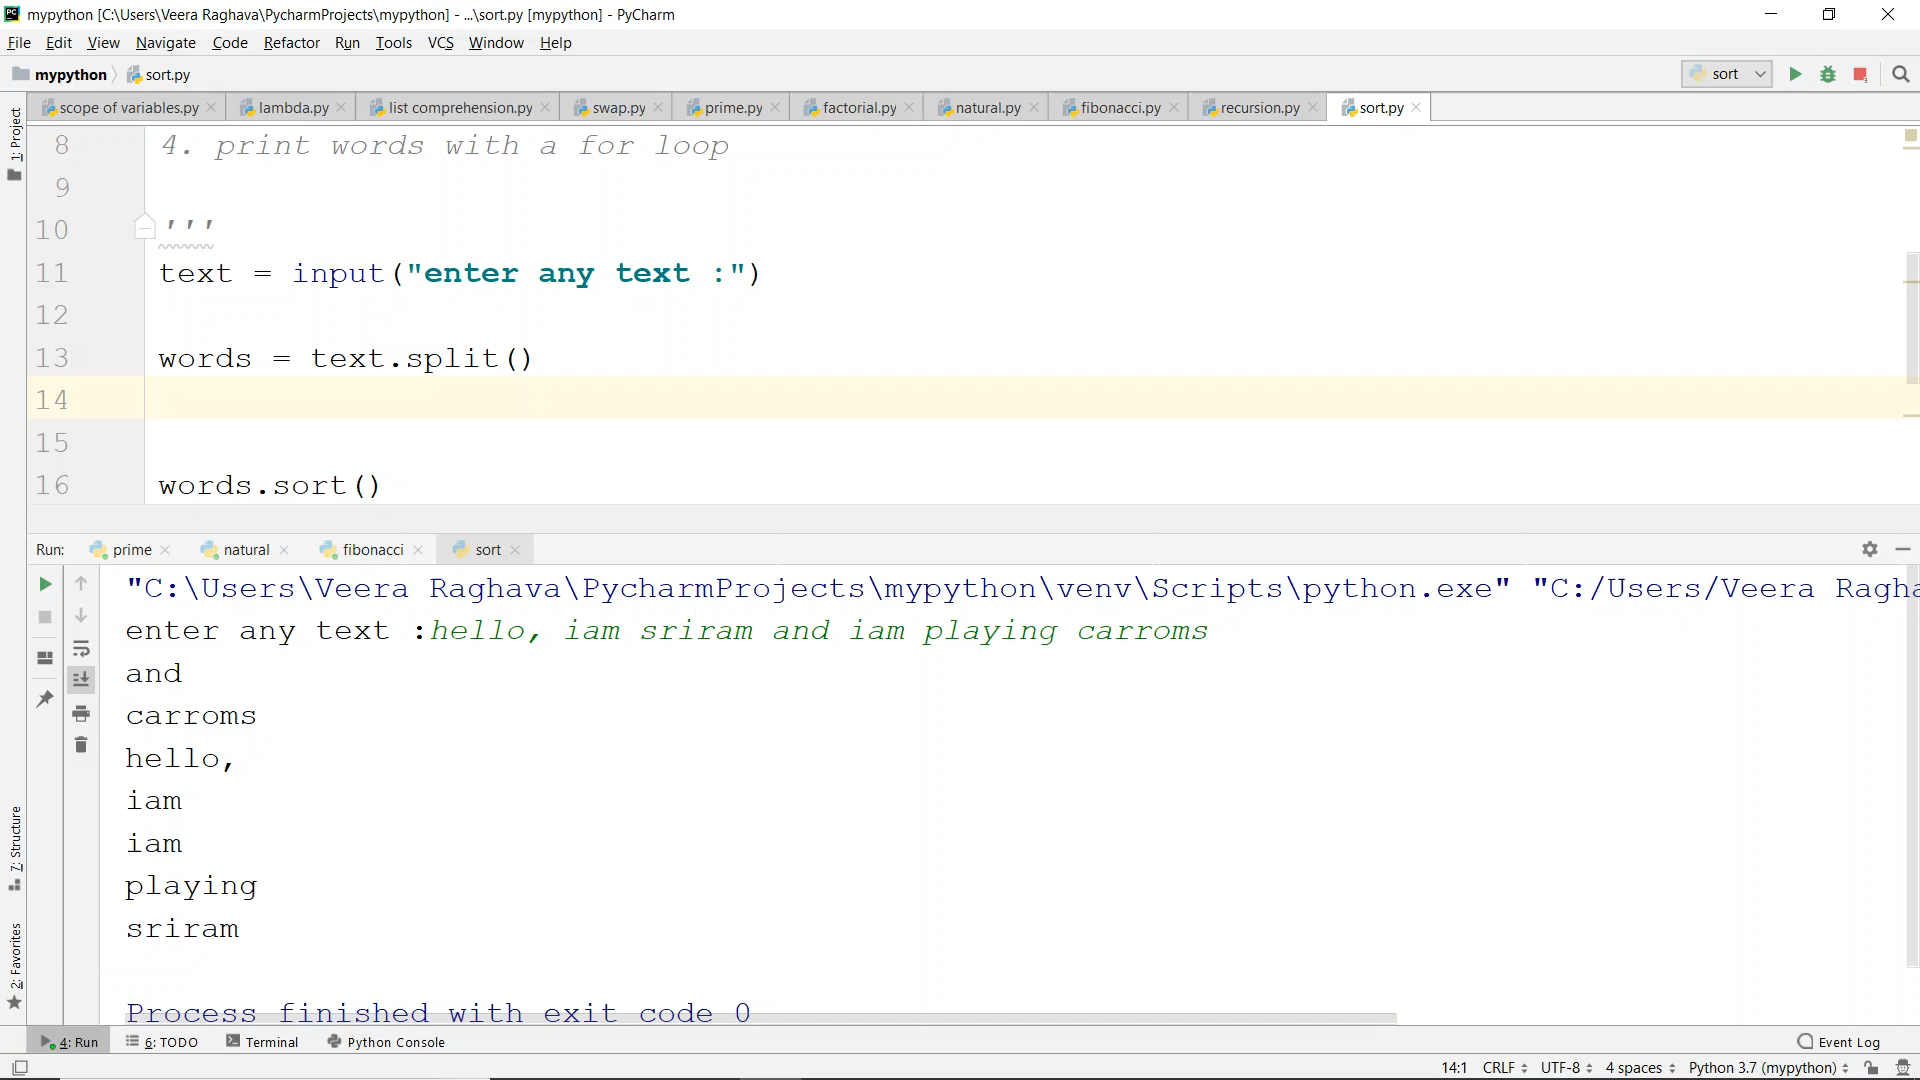 mypython [C:\Users\Veera Raghava\PycharmProjects\mypython] - ...\sort.py [mypython] - PyCharm
File Edit View Navigate Code Refactor Run Tools VCS Window Help
mypython sort.py sort
scope of variables.py lambda.py list comprehension.py swap.py prime.py factorial.py natural.py fibonacci.py recursion.py sort.py
1: Project
8 4. print words with a for loop
9
10 '''
11 text = input("enter any text :")
12
13 words = text.split()
14
15
16 words.sort()
Run: prime natural fibonacci sort
"C:\Users\Veera Raghava\PycharmProjects\mypython\venv\Scripts\python.exe" "C:/Users/Veera Ragha
enter any text :hello, iam sriram and iam playing carroms
and
carroms
hello,
iam
iam
playing
sriram
Process finished with exit code 0
7: Structure
2: Favorites
4: Run 6: TODO Terminal Python Console Event Log
14:1 CRLF UTF-8 4 spaces Python 3.7 (mypython)